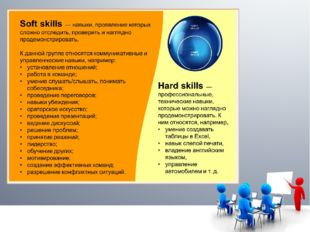 Soft skills — навыки, проявление которых
сложно отследить, проверить и наглядно
продемонстрировать.
К данной группе относятся коммуникативные и
управленческие навыки, например:
• установление отношений;
• работа в команде;
• умение слушать/слышать, понимать
собеседника;
• проведение переговоров;
• навыки убеждения;
• ораторское искусство;
• проведение презентаций;
• ведение дискуссий;
• решение проблем;
• принятие решений;
• лидерство;
• обучение других;
• мотивирование;
• создание эффективных команд;
• разрешение конфликтных ситуаций.
Hard skills —
профессиональные,
технические навыки,
которые можно наглядно
продемонстрировать. К
ним относятся, например,
• умение создавать
таблицы в Excel,
• навык слепой печати,
• владение английским
языком,
• управление
автомобилем и т. д.